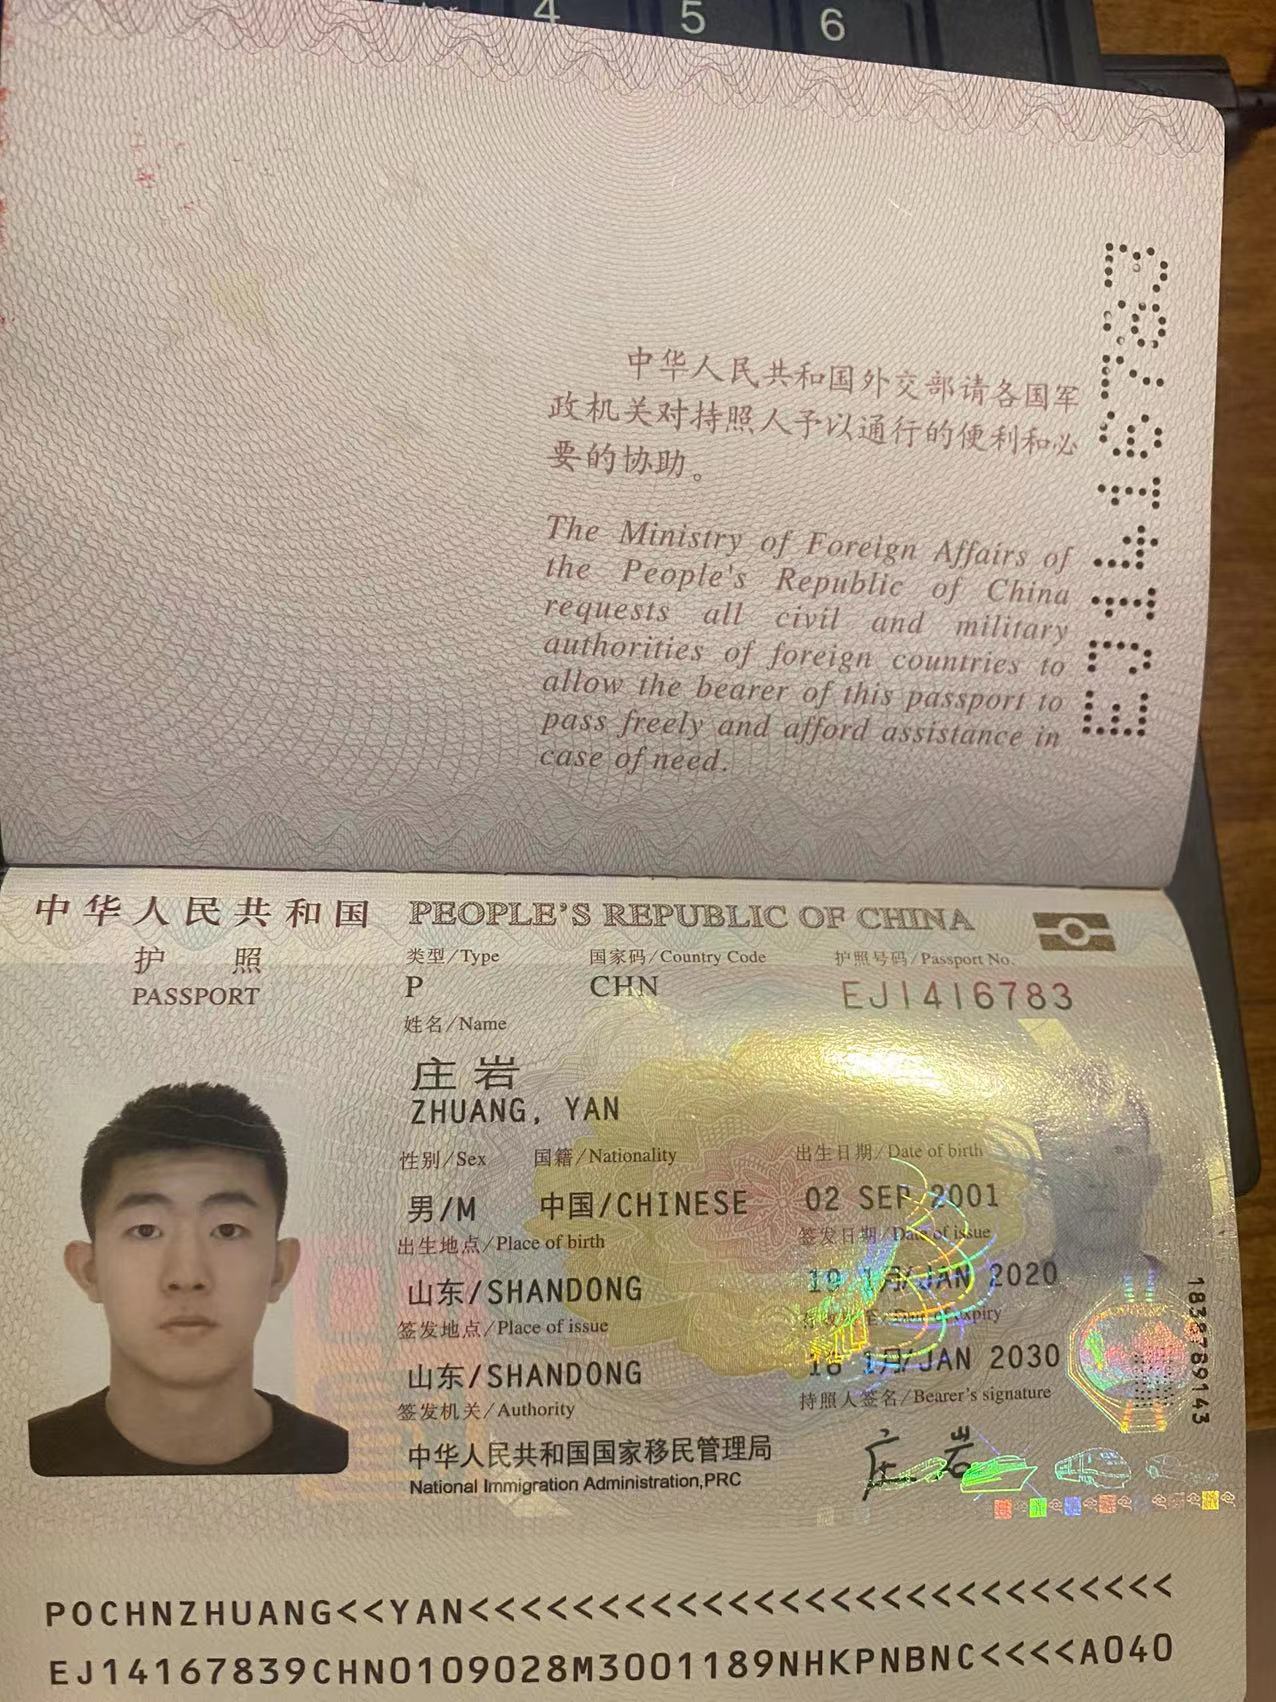 4 5 6
中华人民共和国外交部请各国军
政机关对持照人予以通行的便利和必
要的协助。
The Ministry of Foreign Affairs of
the People's Republic of China
requests all civil and military
authorities of foreign countries to
allow the bearer of this passport to
pass freely and afford assistance in
case of need.
EJ1416783
中华人民共和国 PEOPLE'S REPUBLIC OF CHINA
护 照
PASSPORT
类型/Type 国家码/Country Code 护照号码/Passport No.
P CHN EJ1416783
姓名/Name
庄岩
ZHUANG, YAN
性别/Sex 国籍/Nationality 出生日期/Date of birth
男/M 中国/CHINESE 02 SEP 2001
出生地点/Place of birth 签发日期/Date of issue
山东/SHANDONG 19 1月/JAN 2020
签发地点/Place of issue Date of expiry
山东/SHANDONG 18 1月/JAN 2030
签发机关/Authority 持照人签名/Bearer's signature
中华人民共和国国家移民管理局 庄岩
National Immigration Administration,PRC
1838789143
POCHNZHUANG<<YAN<<<<<<<<<<<<<<<<<<<<<<<<<<<<
EJ14167839CHN0109028M3001189NHKPNBNC<<<<A040